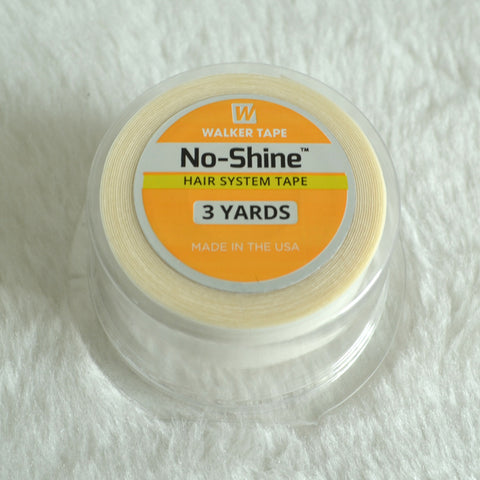 W
WALKER TAPE
No-Shine™
HAIR SYSTEM TAPE
3 YARDS
MADE IN THE USA